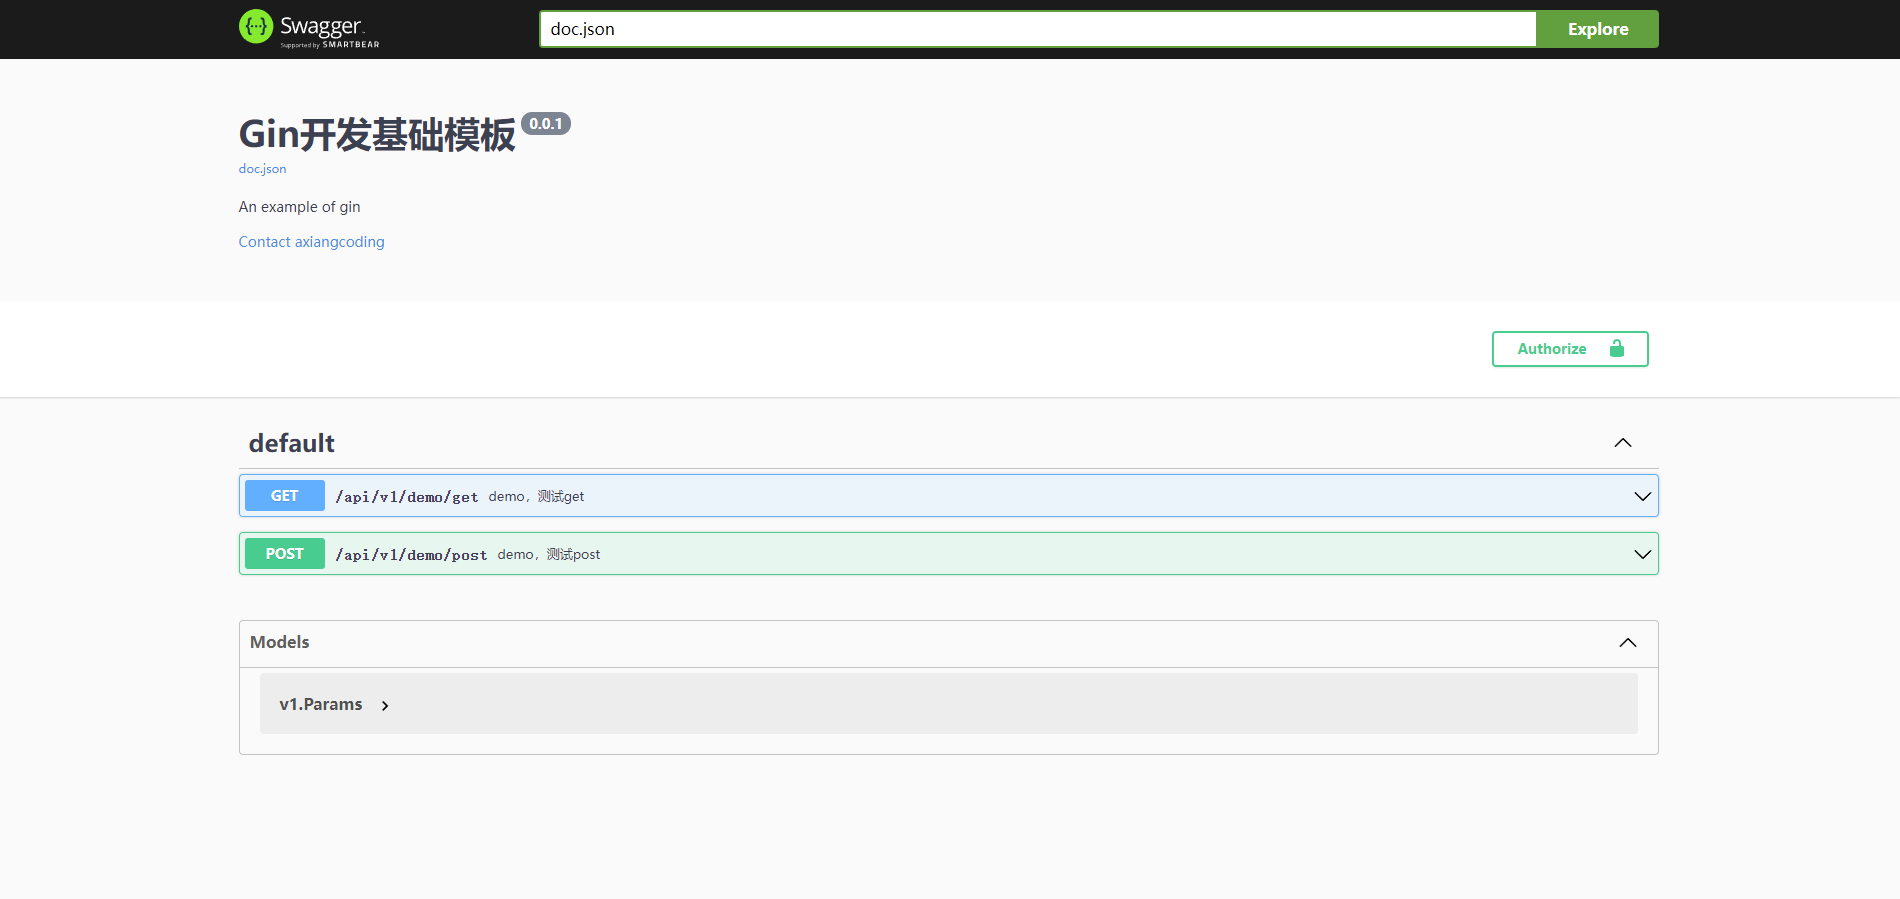 Swagger
Supported by SMARTBEAR
doc.json
Explore
Gin开发基础模板 0.0.1
doc.json
An example of gin
Contact axiangcoding
Authorize
default
GET /api/v1/demo/get demo，测试get
POST /api/v1/demo/post demo，测试post
Models
v1.Params